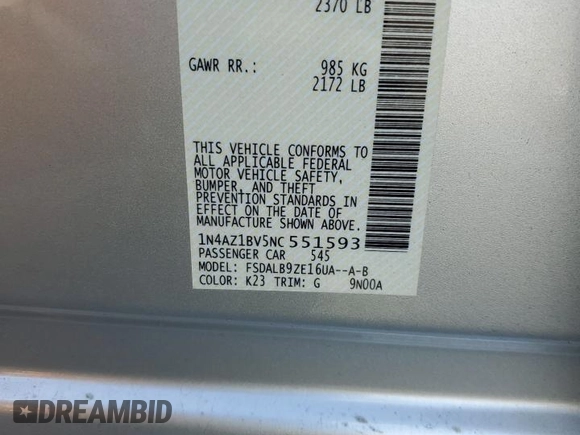 2370 LB
GAWR RR.: 985 KG
2172 LB
THIS VEHICLE CONFORMS TO
ALL APPLICABLE FEDERAL
MOTOR VEHICLE SAFETY,
BUMPER, AND THEFT
PREVENTION STANDARDS IN
EFFECT ON THE DATE OF
MANUFACTURE SHOWN ABOVE.
1N4AZ1BV5NC551593
PASSENGER CAR 545
MODEL: FSDALB9ZE16UA--A-B
COLOR: K23 TRIM: G 9N00A
DREAMBID